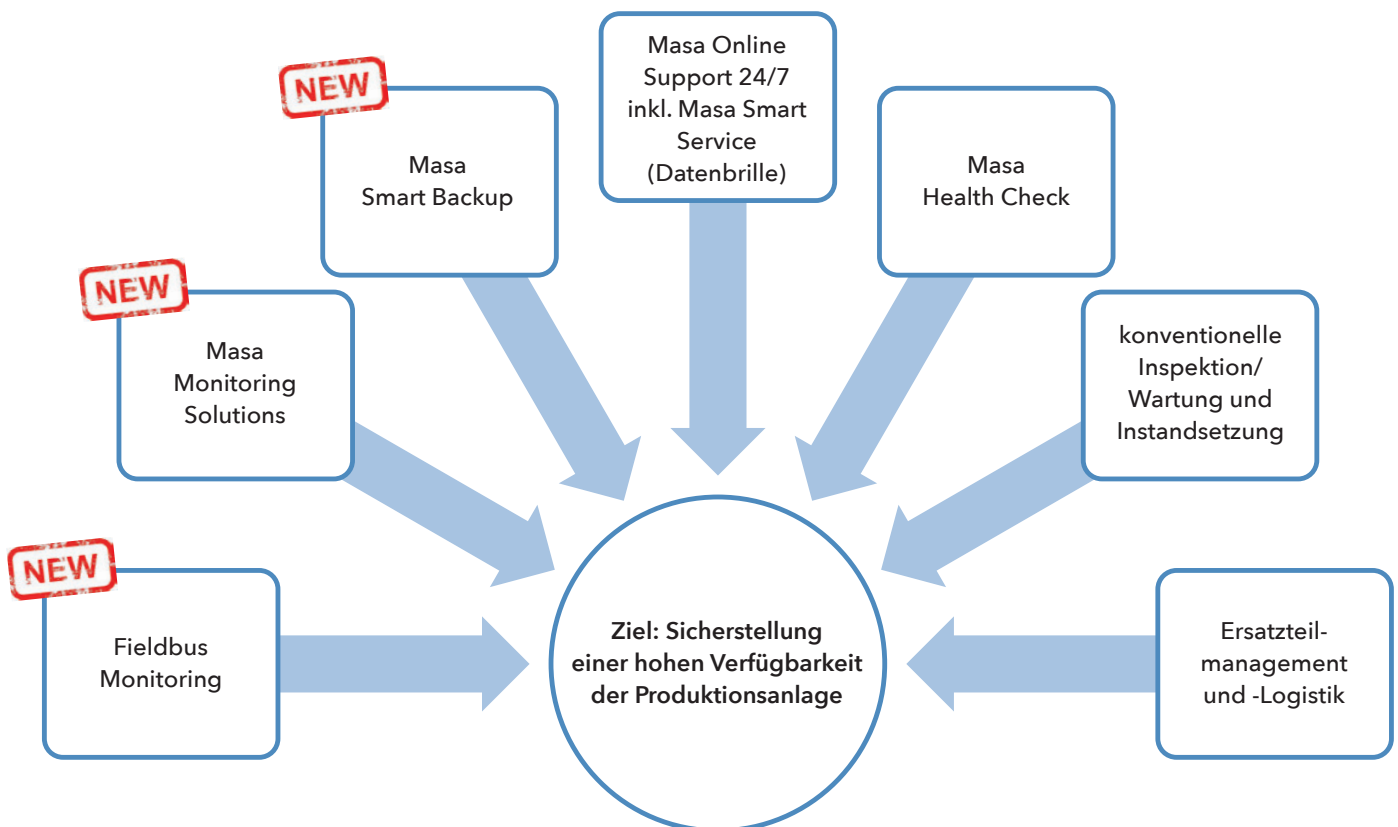 NEW
Fieldbus
Monitoring
NEW
Masa
Monitoring
Solutions
NEW
Masa
Smart Backup
Masa Online
Support 24/7
inkl. Masa Smart
Service
(Datenbrille)
Masa
Health Check
konventionelle
Inspektion/
Wartung und
Instandsetzung
Ersatzteil-
management
und -Logistik
Ziel: Sicherstellung
einer hohen Verfügbarkeit
der Produktionsanlage